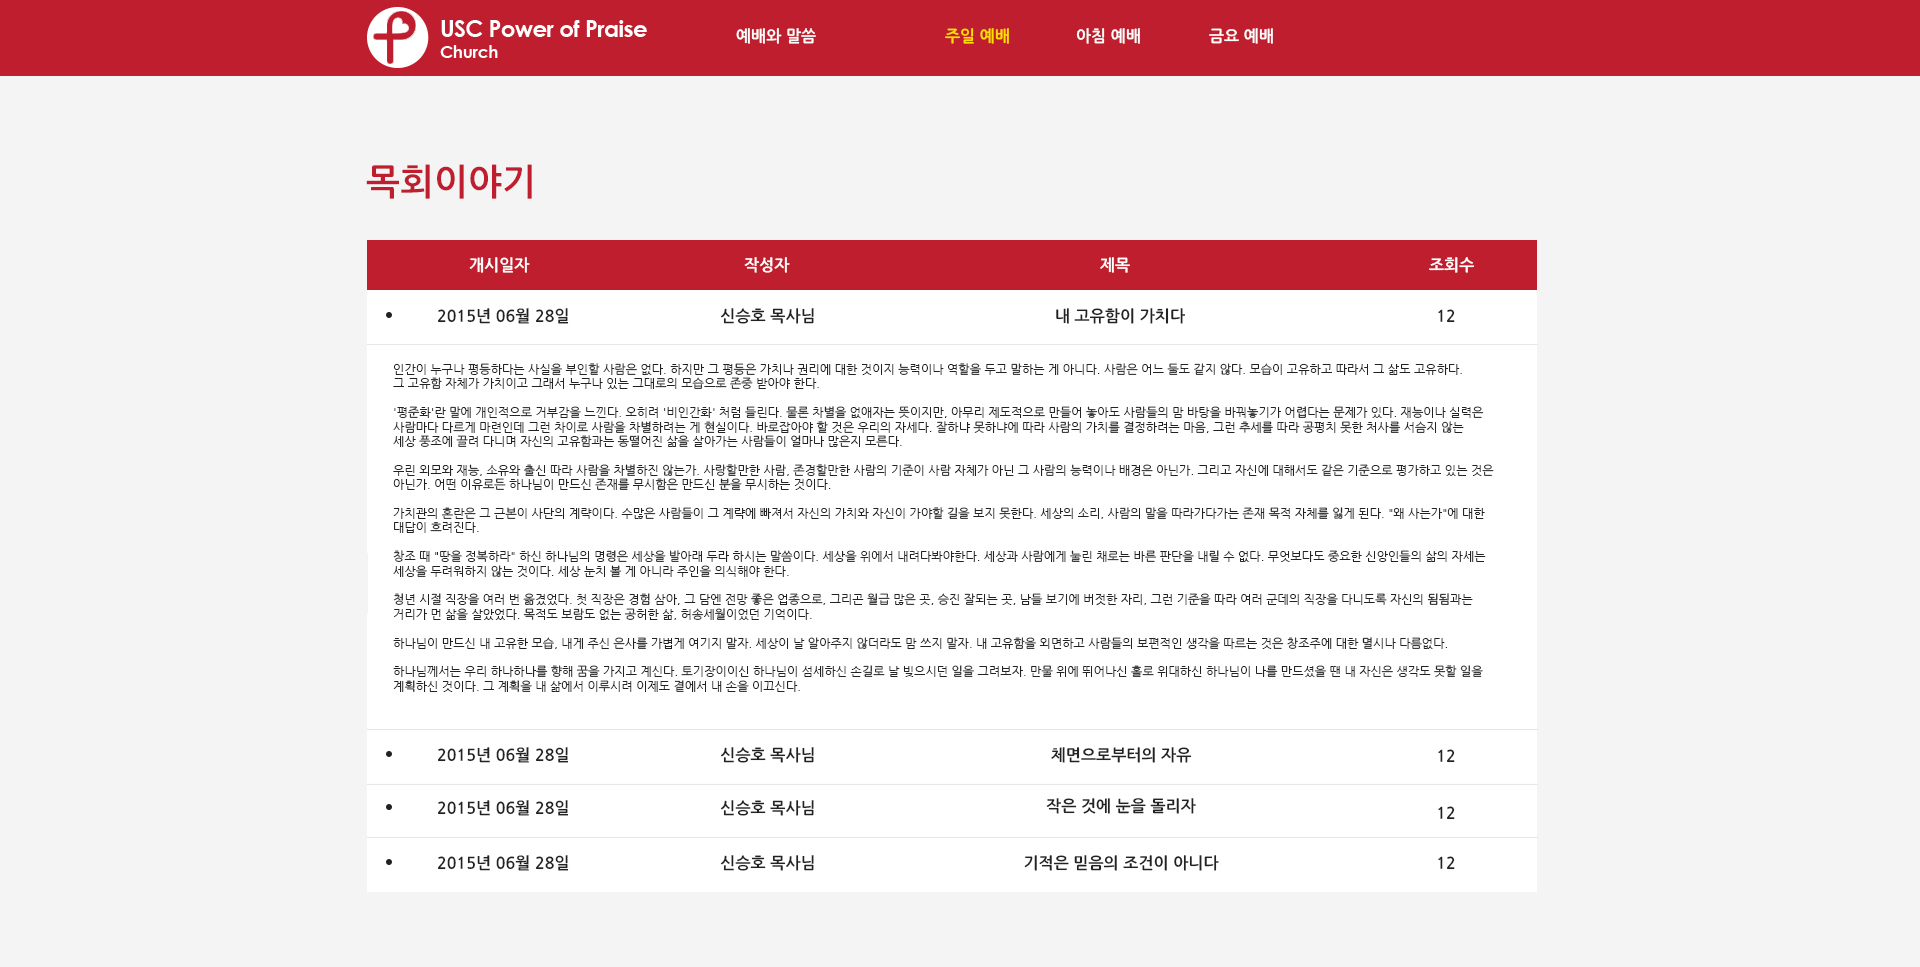 USC Power of Praise
Church
예배와 말씀 주일 예배 아침 예배 금요 예배
목회이야기
개시일자 작성자 제목 조회수
• 2015년 06월 28일 신승호 목사님 내 고유함이 가치다 12
인간이 누구나 평등하다는 사실을 부인할 사람은 없다. 하지만 그 평등은 가치나 권리에 대한 것이지 능력이나 역할을 두고 말하는 게 아니다. 사람은 어느 둘도 같지 않다. 모습이 고유하고 따라서 그 삶도 고유하다.
그 고유함 자체가 가치이고 그래서 누구나 있는 그대로의 모습으로 존중 받아야 한다.
'평준화'란 말에 개인적으로 거부감을 느낀다. 오히려 '비인간화' 처럼 들린다. 물론 차별을 없애자는 뜻이지만, 아무리 제도적으로 만들어 놓아도 사람들의 맘 바탕을 바꿔놓기가 어렵다는 문제가 있다. 재능이나 실력은
사람마다 다르게 마련인데 그런 차이로 사람을 차별하려는 게 현실이다. 바로잡아야 할 것은 우리의 자세다. 잘하냐 못하냐에 따라 사람의 가치를 결정하려는 마음, 그런 추세를 따라 공평치 못한 처사를 서슴지 않는
세상 풍조에 끌려 다니며 자신의 고유함과는 동떨어진 삶을 살아가는 사람들이 얼마나 많은지 모른다.
우린 외모와 재능, 소유와 출신 따라 사람을 차별하진 않는가. 사랑할만한 사람, 존경할만한 사람의 기준이 사람 자체가 아닌 그 사람의 능력이나 배경은 아닌가. 그리고 자신에 대해서도 같은 기준으로 평가하고 있는 것은
아닌가. 어떤 이유로든 하나님이 만드신 존재를 무시함은 만드신 분을 무시하는 것이다.
가치관의 혼란은 그 근본이 사단의 계략이다. 수많은 사람들이 그 계략에 빠져서 자신의 가치와 자신이 가야할 길을 보지 못한다. 세상의 소리, 사람의 말을 따라가다가는 존재 목적 자체를 잃게 된다. "왜 사는가"에 대한
대답이 흐려진다.
창조 때 "땅을 정복하라" 하신 하나님의 명령은 세상을 발아래 두라 하시는 말씀이다. 세상을 위에서 내려다봐야한다. 세상과 사람에게 눌린 채로는 바른 판단을 내릴 수 없다. 무엇보다도 중요한 신앙인들의 삶의 자세는
세상을 두려워하지 않는 것이다. 세상 눈치 볼 게 아니라 주인을 의식해야 한다.
청년 시절 직장을 여러 번 옮겼었다. 첫 직장은 경험 삼아, 그 담엔 전망 좋은 업종으로, 그리곤 월급 많은 곳, 승진 잘되는 곳, 남들 보기에 버젓한 자리, 그런 기준을 따라 여러 군데의 직장을 다니도록 자신의 됨됨과는
거리가 먼 삶을 살았었다. 목적도 보람도 없는 공허한 삶, 허송세월이었던 기억이다.
하나님이 만드신 내 고유한 모습, 내게 주신 은사를 가볍게 여기지 말자. 세상이 날 알아주지 않더라도 맘 쓰지 말자. 내 고유함을 외면하고 사람들의 보편적인 생각을 따르는 것은 창조주에 대한 멸시나 다름없다.
하나님께서는 우리 하나하나를 향해 꿈을 가지고 계신다. 토기장이이신 하나님이 섬세하신 손길로 날 빚으시던 일을 그려보자. 만물 위에 뛰어나신 홀로 위대하신 하나님이 나를 만드셨을 땐 내 자신은 생각도 못할 일을
계획하신 것이다. 그 계획을 내 삶에서 이루시려 이제도 곁에서 내 손을 이끄신다.
• 2015년 06월 28일 신승호 목사님 체면으로부터의 자유 12
• 2015년 06월 28일 신승호 목사님 작은 것에 눈을 돌리자 12
• 2015년 06월 28일 신승호 목사님 기적은 믿음의 조건이 아니다 12